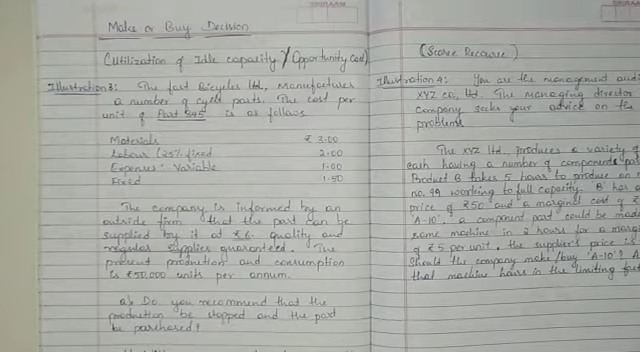 Make or Buy Decision
(Utilization of Idle capacity / Opportunity Cost)
Illustration 3: The fast Bicycles Ltd., manufactures
a number of cycle parts. The cost per
unit of Part 545 is as follows
Materials ₹ 3.00
Labour (25% fixed 2.00
Expenses: Variable 1.00
Fixed 1.50
The company is informed by an
outside firm that the part can be
supplied by it at ₹6. quality and
regular supplies guaranteed. The
present production and consumption
is ₹50,000 units per annum.
a) Do you recommend that the
production be stopped and the part
be purchased?
(Scarce Resource)
Illustration 4: You are the management audi
XYZ co, Ltd. The managing director
company seeks your advice on the
problems
The XYZ Ltd. produces a variety of
each having a number of components par
Product B takes 5 hours to produce on
no. 99 working to full capacity. B has a
price of ₹50 and a marginal cost of ₹
'A-10', a component part could be made
same machine in 2 hours for a margi
of ₹5 per unit, the supplier's price is
Should the company make/buy 'A-10'? A
that machine hours is the limiting fact